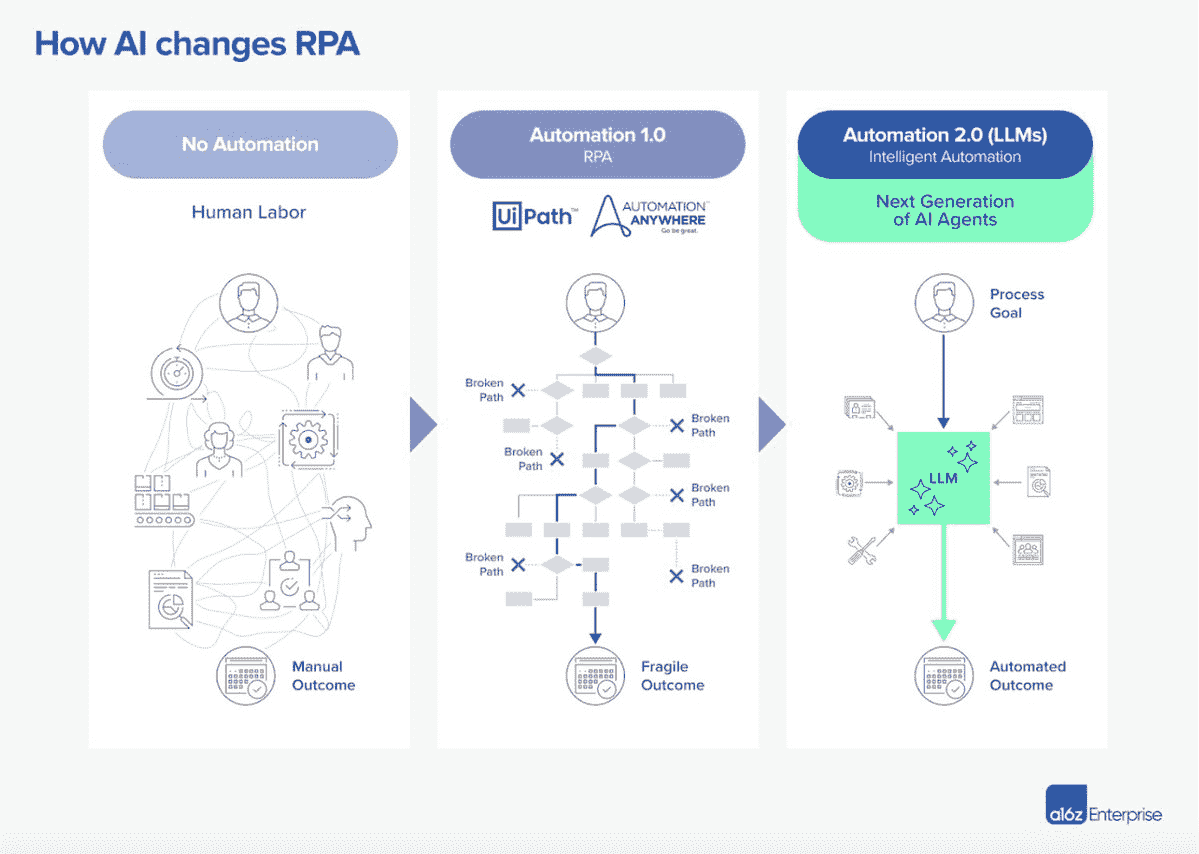 How AI changes RPA
No Automation
Human Labor
Manual
Outcome
Automation 1.0
RPA
UiPath™
AUTOMATION
ANYWHERE
Go be great.
Broken
Path
Broken
Path
Broken
Path
Broken
Path
Broken
Path
Broken
Path
Fragile
Outcome
Automation 2.0 (LLMs)
Intelligent Automation
Next Generation
of AI Agents
Process
Goal
LLM
Automated
Outcome
a16z Enterprise